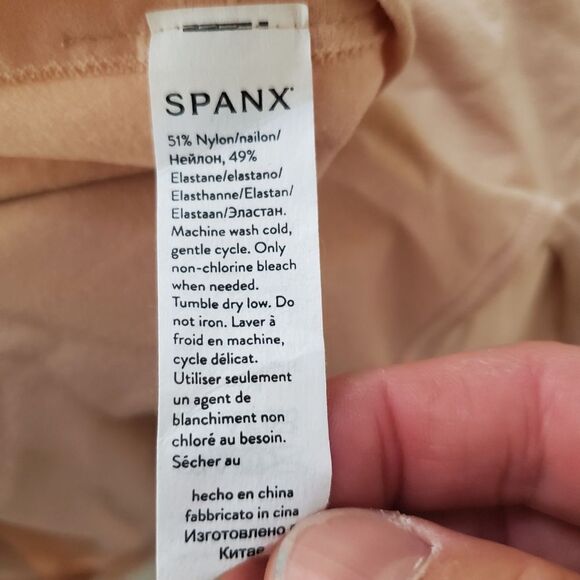 SPANX
51% Nylon/nailon/
Нейлон, 49%
Elastane/elastano/
Elasthanne/Elastan/
Elastaan/Эластан.
Machine wash cold,
gentle cycle. Only
non-chlorine bleach
when needed.
Tumble dry low. Do
not iron. Laver à
froid en machine,
cycle délicat.
Utiliser seulement
un agent de
blanchiment non
chloré au besoin.
Sécher au
hecho en china
fabbricato in cina
Изготовлено
Китае